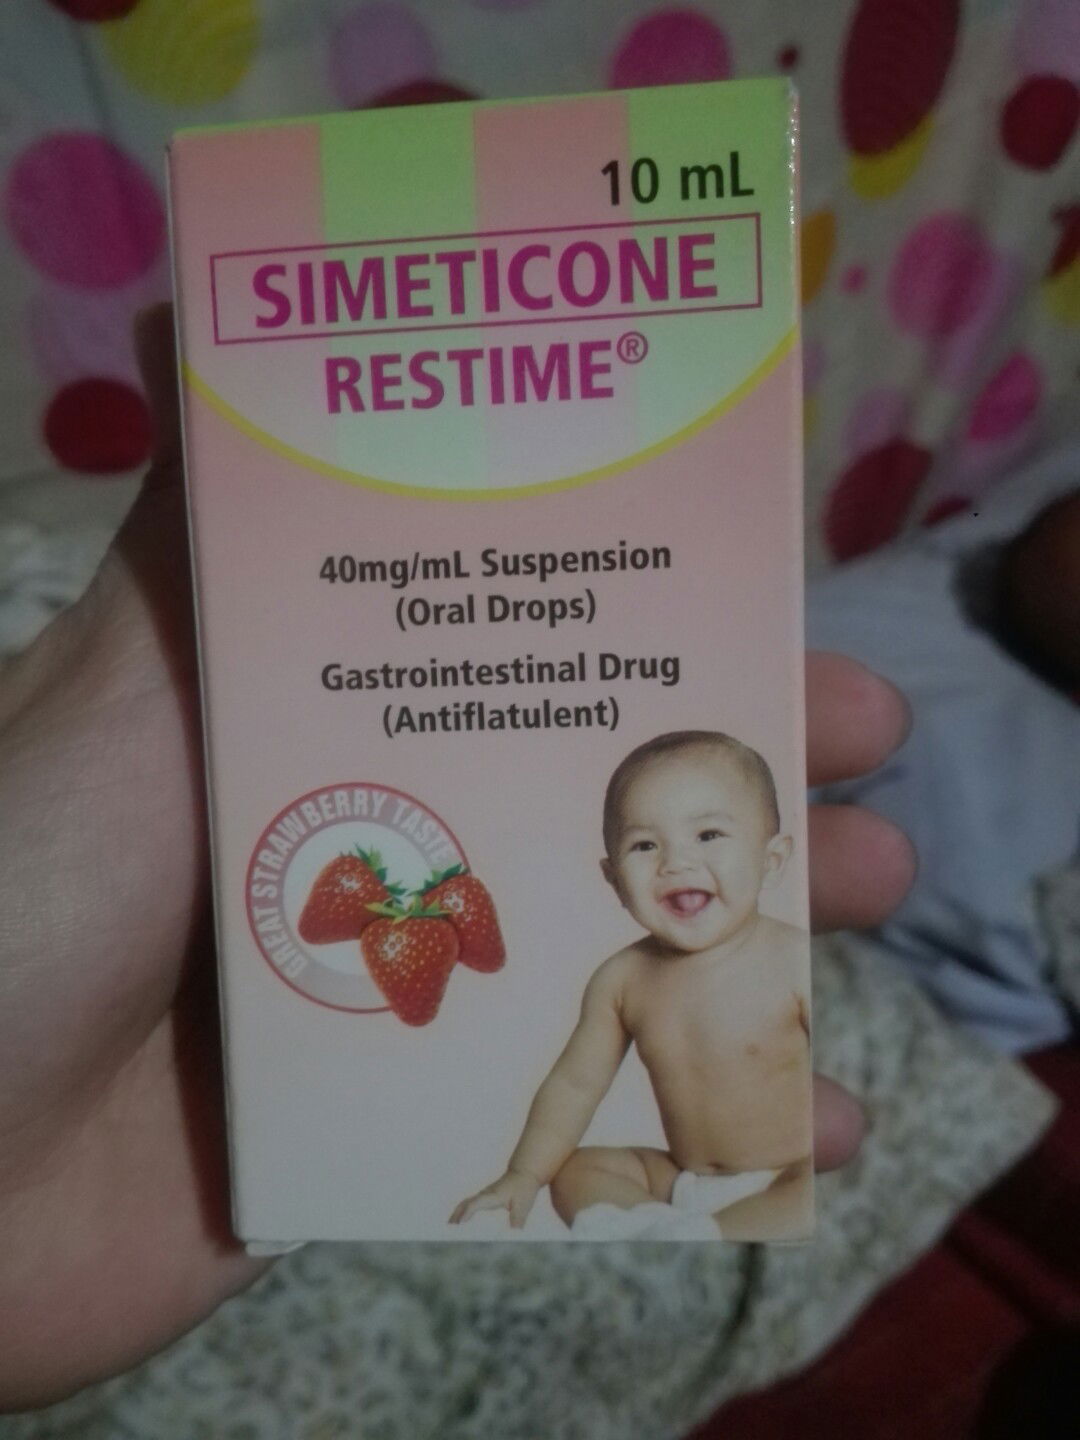 10 mL
SIMETICONE
RESTIME®
40mg/mL Suspension
(Oral Drops)
Gastrointestinal Drug
(Antiflatulent)
GREAT STRAWBERRY TASTE